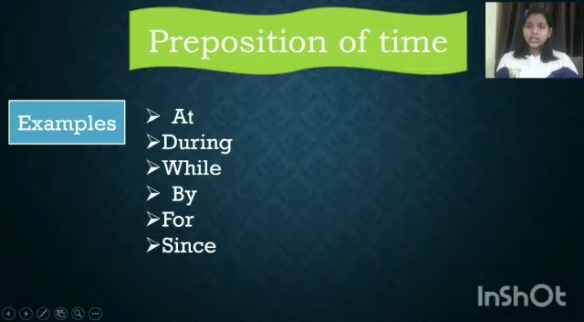 Preposition of time
Examples
At
During
While
By
For
Since
InShOt